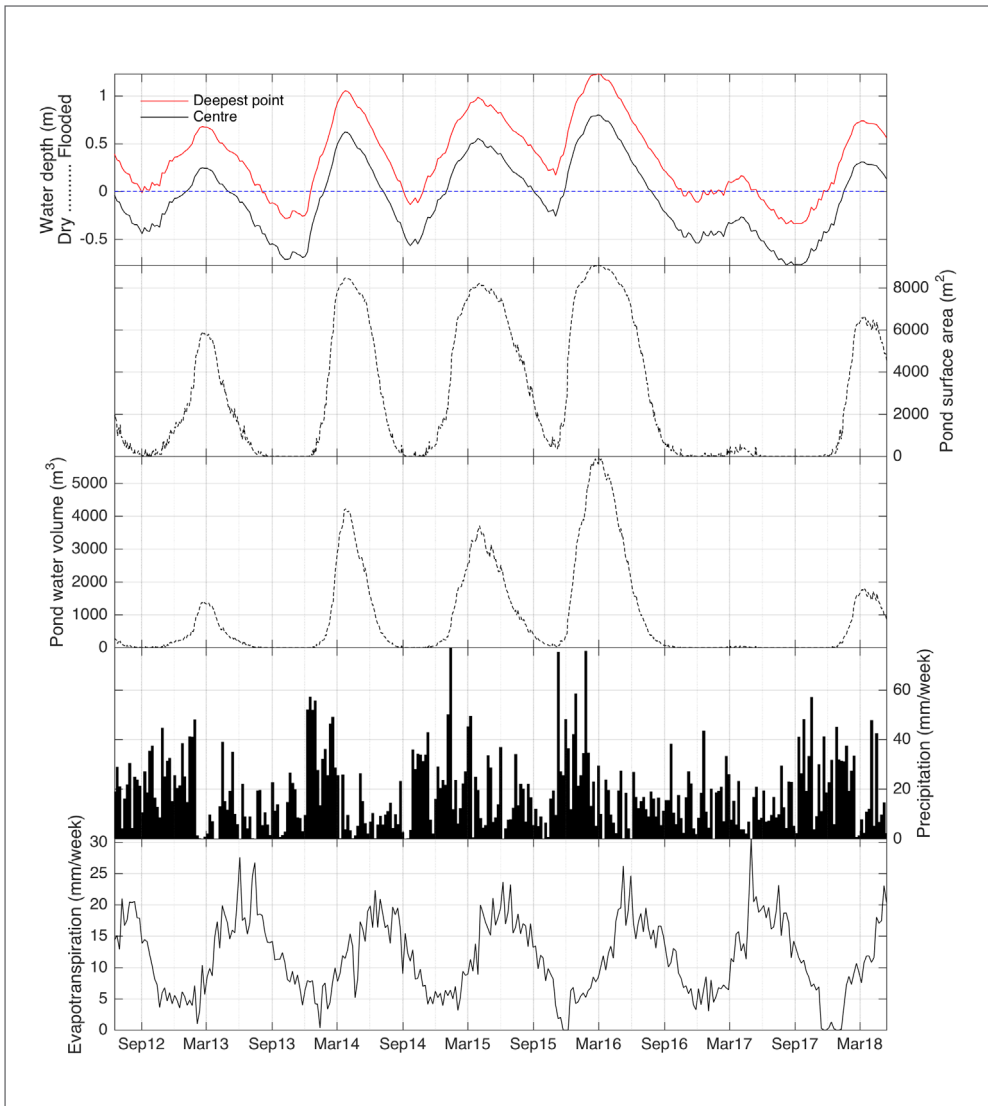 Water depth (m)
Dry ........... Flooded
1
0.5
0
-0.5
Deepest point
Centre
Pond surface area (m²)
8000
6000
4000
2000
0
Pond water volume (m³)
5000
4000
3000
2000
1000
0
Precipitation (mm/week)
60
40
20
0
Evapotranspiration (mm/week)
30
25
20
15
10
5
0
Sep12 Mar13 Sep13 Mar14 Sep14 Mar15 Sep15 Mar16 Sep16 Mar17 Sep17 Mar18